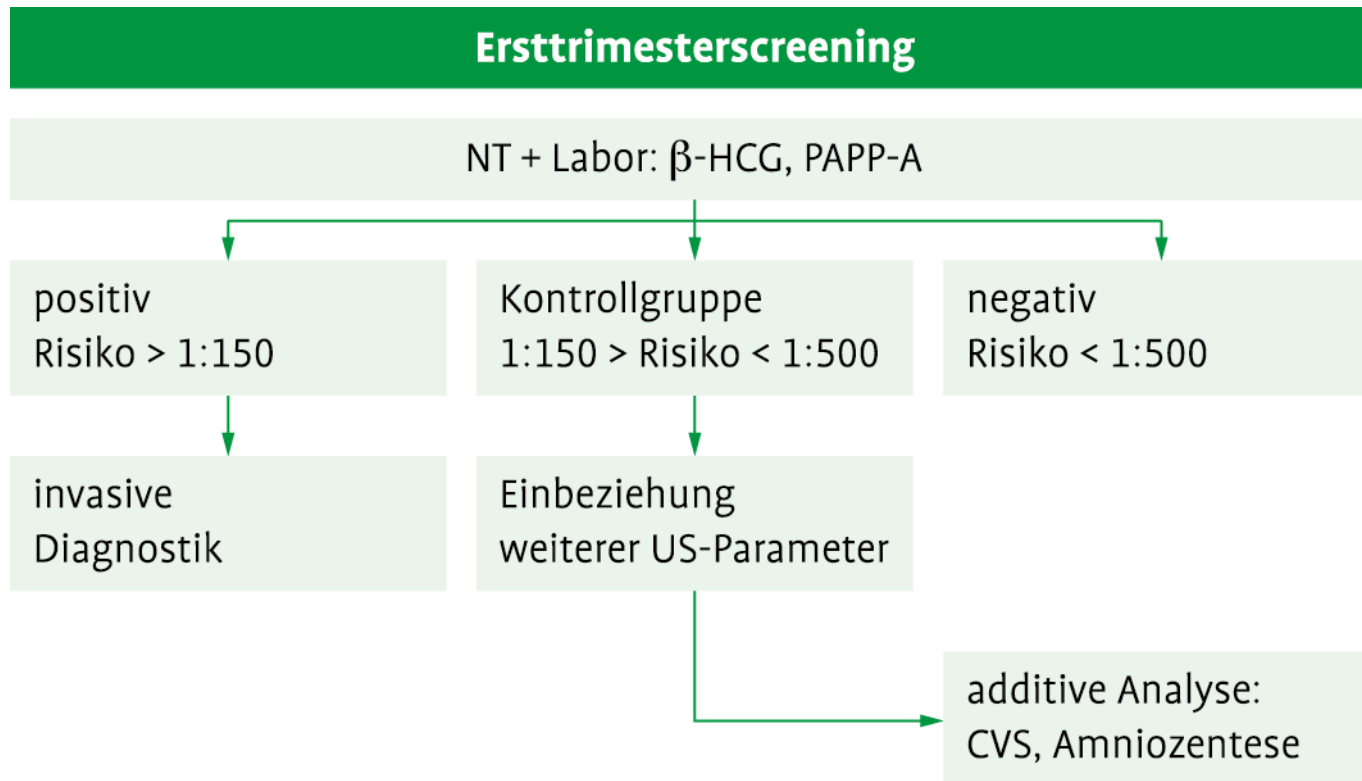 Ersttrimesterscreening
NT + Labor: β-HCG, PAPP-A
positiv
Risiko > 1:150
Kontrollgruppe
1:150 > Risiko < 1:500
negativ
Risiko < 1:500
invasive
Diagnostik
Einbeziehung
weiterer US-Parameter
additive Analyse:
CVS, Amniozentese